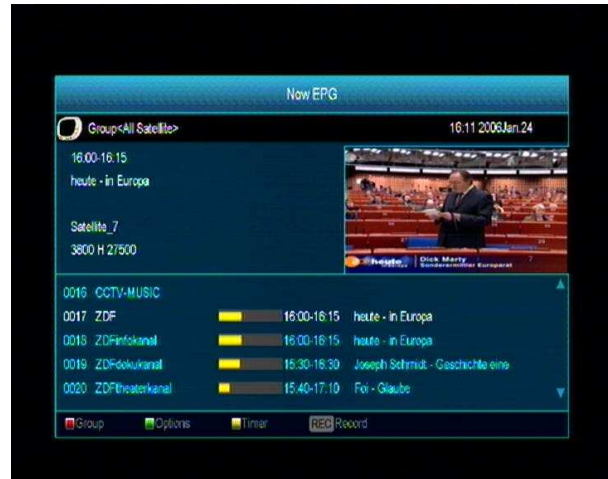 Now EPG
Group<All Satellite>
16:11 2006Jan.24
16:00-16:15
heute - in Europa
Satellite_7
3800 H 27500
heute
Dick Marty
Sonderermittler Europarat
0016 CCTV-MUSIC
0017 ZDF 16:00-16:15 heute - in Europa
0018 ZDFinfokanal 16:00-16:15 heute - in Europa
0019 ZDFdokukanal 15:30-16:30 Joseph Schmidt - Geschichte eine
0020 ZDFtheaterkanal 15:40-17:10 Foi - Glaube
Group Options Timer REC Record